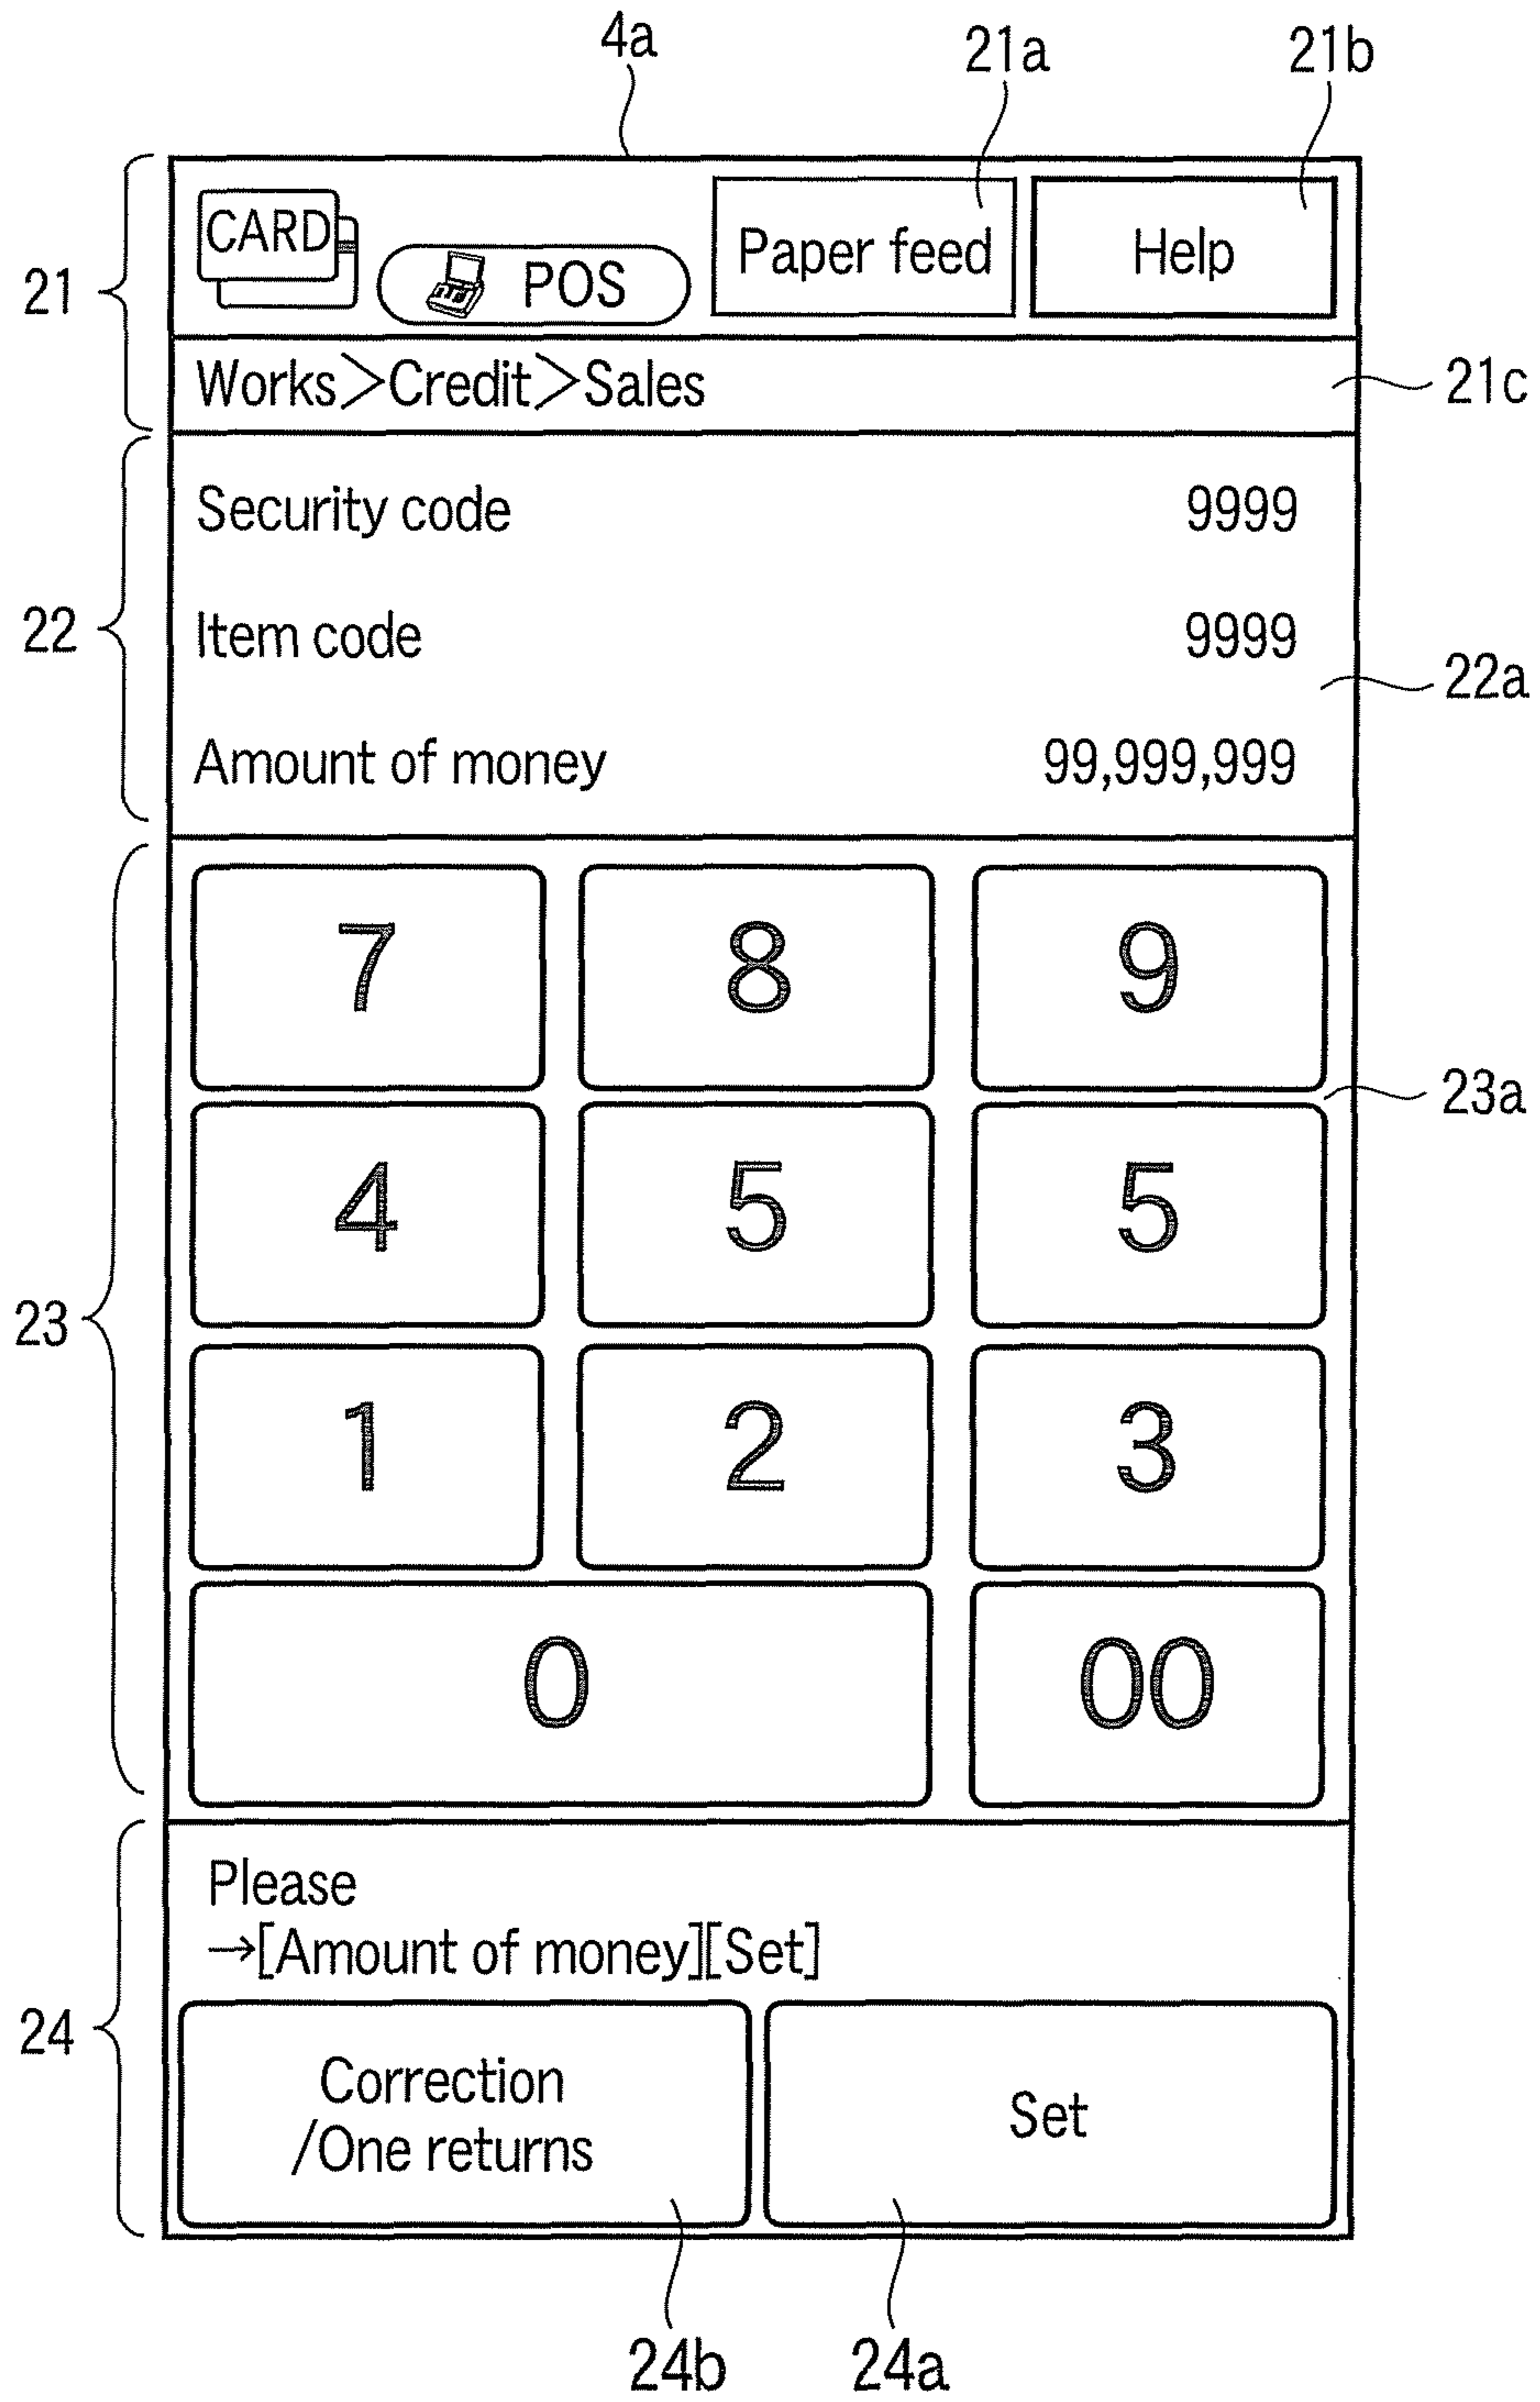 4a
21a
21b
CARD
POS
Paper feed
Help
21
Works>Credit>Sales
21c
Security code 9999
22
Item code 9999
22a
Amount of money 99,999,999
7 8 9
23a
4 5 5
23
1 2 3
0 00
Please
→[Amount of money][Set]
24
Correction
/One returns
Set
24b
24a